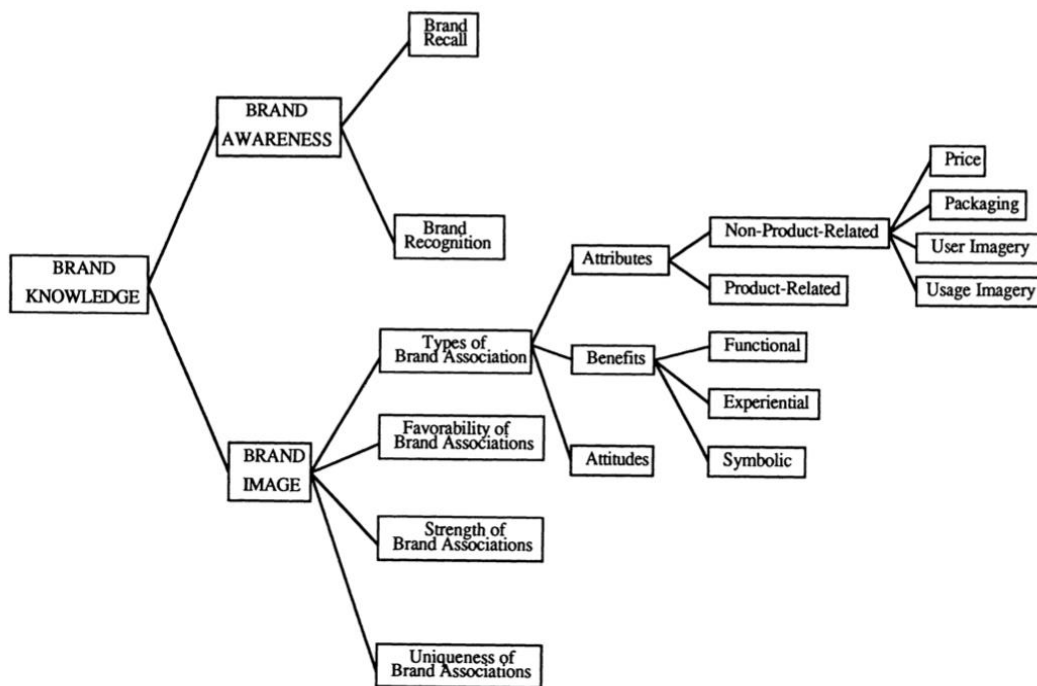 Brand
Recall
BRAND
AWARENESS
Brand
Recognition
BRAND
KNOWLEDGE
BRAND
IMAGE
Types of
Brand Association
Favorability of
Brand Associations
Strength of
Brand Associations
Uniqueness of
Brand Associations
Attributes
Benefits
Attitudes
Non-Product-Related
Product-Related
Functional
Experiential
Symbolic
Price
Packaging
User Imagery
Usage Imagery